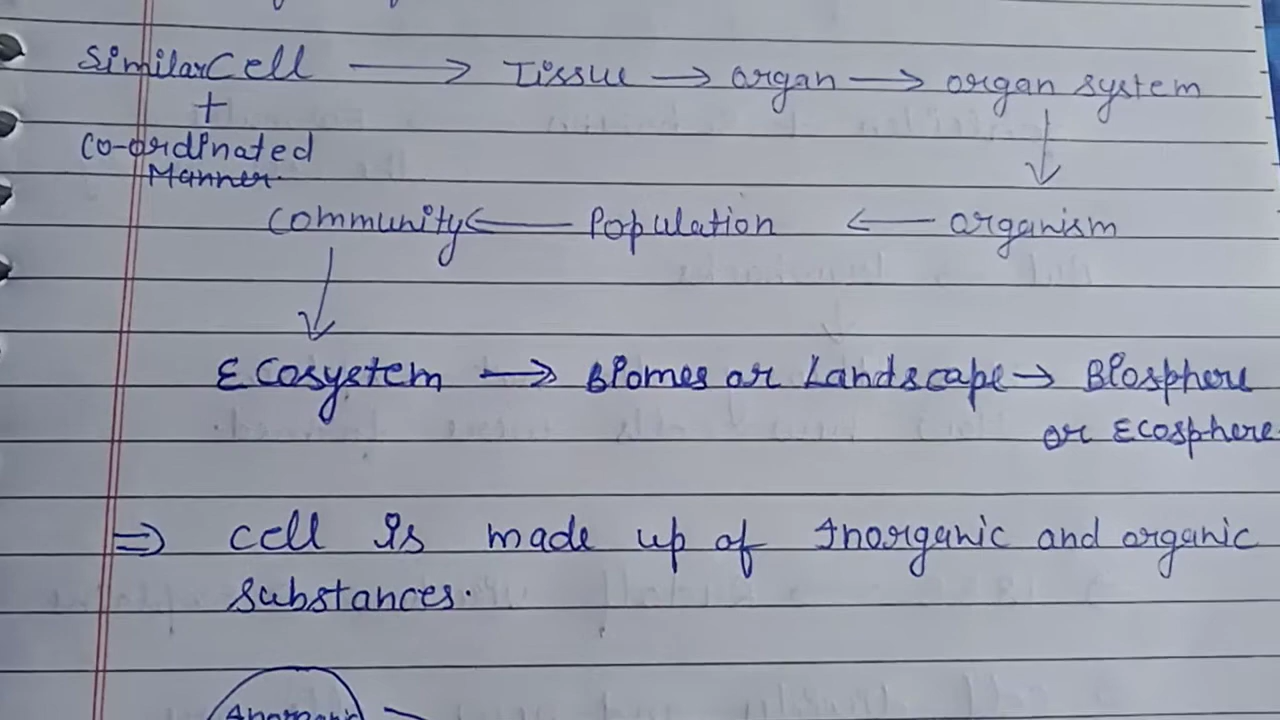 Similar Cell → Tissue → organ → organ system
+
Co-ordinated
Manner.
↓
Community ← Population ← organism
↓
Ecosystem → Biomes or Landscape → Biosphere
or Ecosphere
⇒ cell is made up of Inorganic and organic
substances.